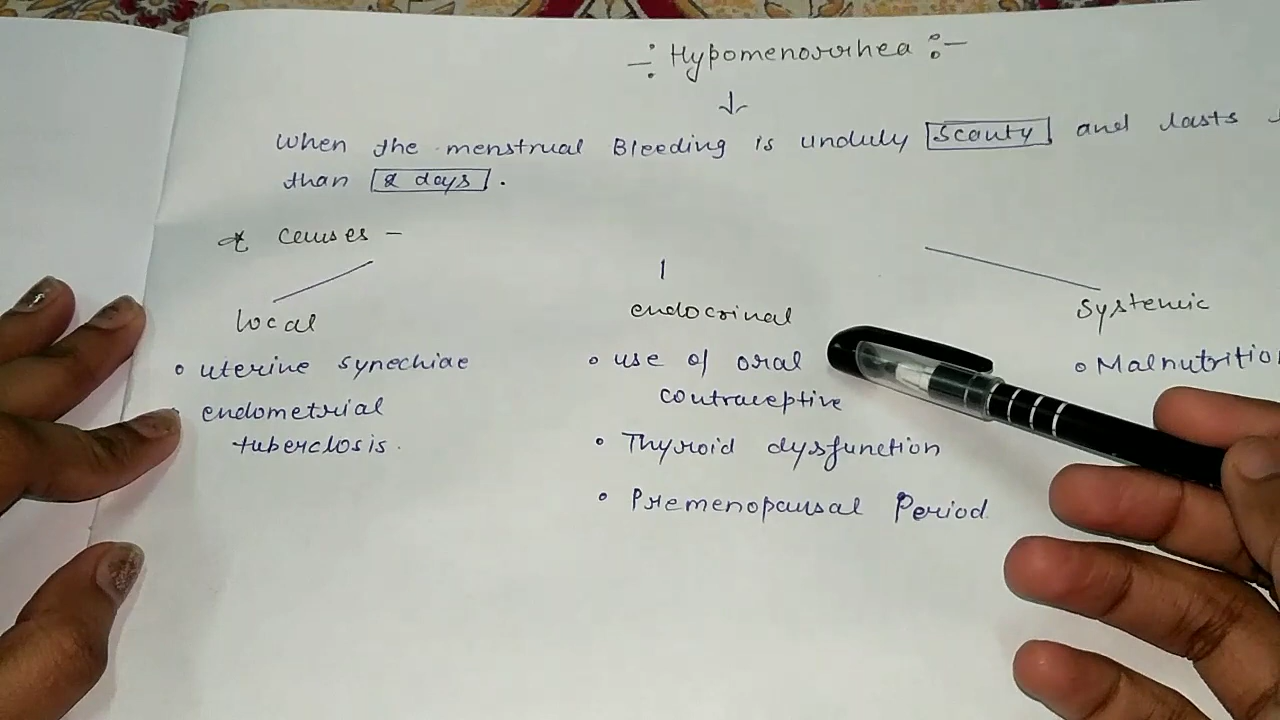 -: Hypomenorrhea :-
↓
When the menstrual Bleeding is unduly scanty and lasts
than 2 days.
* causes -
local
endocrinal
systemic
• uterine synechiae
• endometrial
tuberclosis.
• use of oral
contraceptive
• Thyroid dysfunction
• Premenopausal Period
• Malnutrition